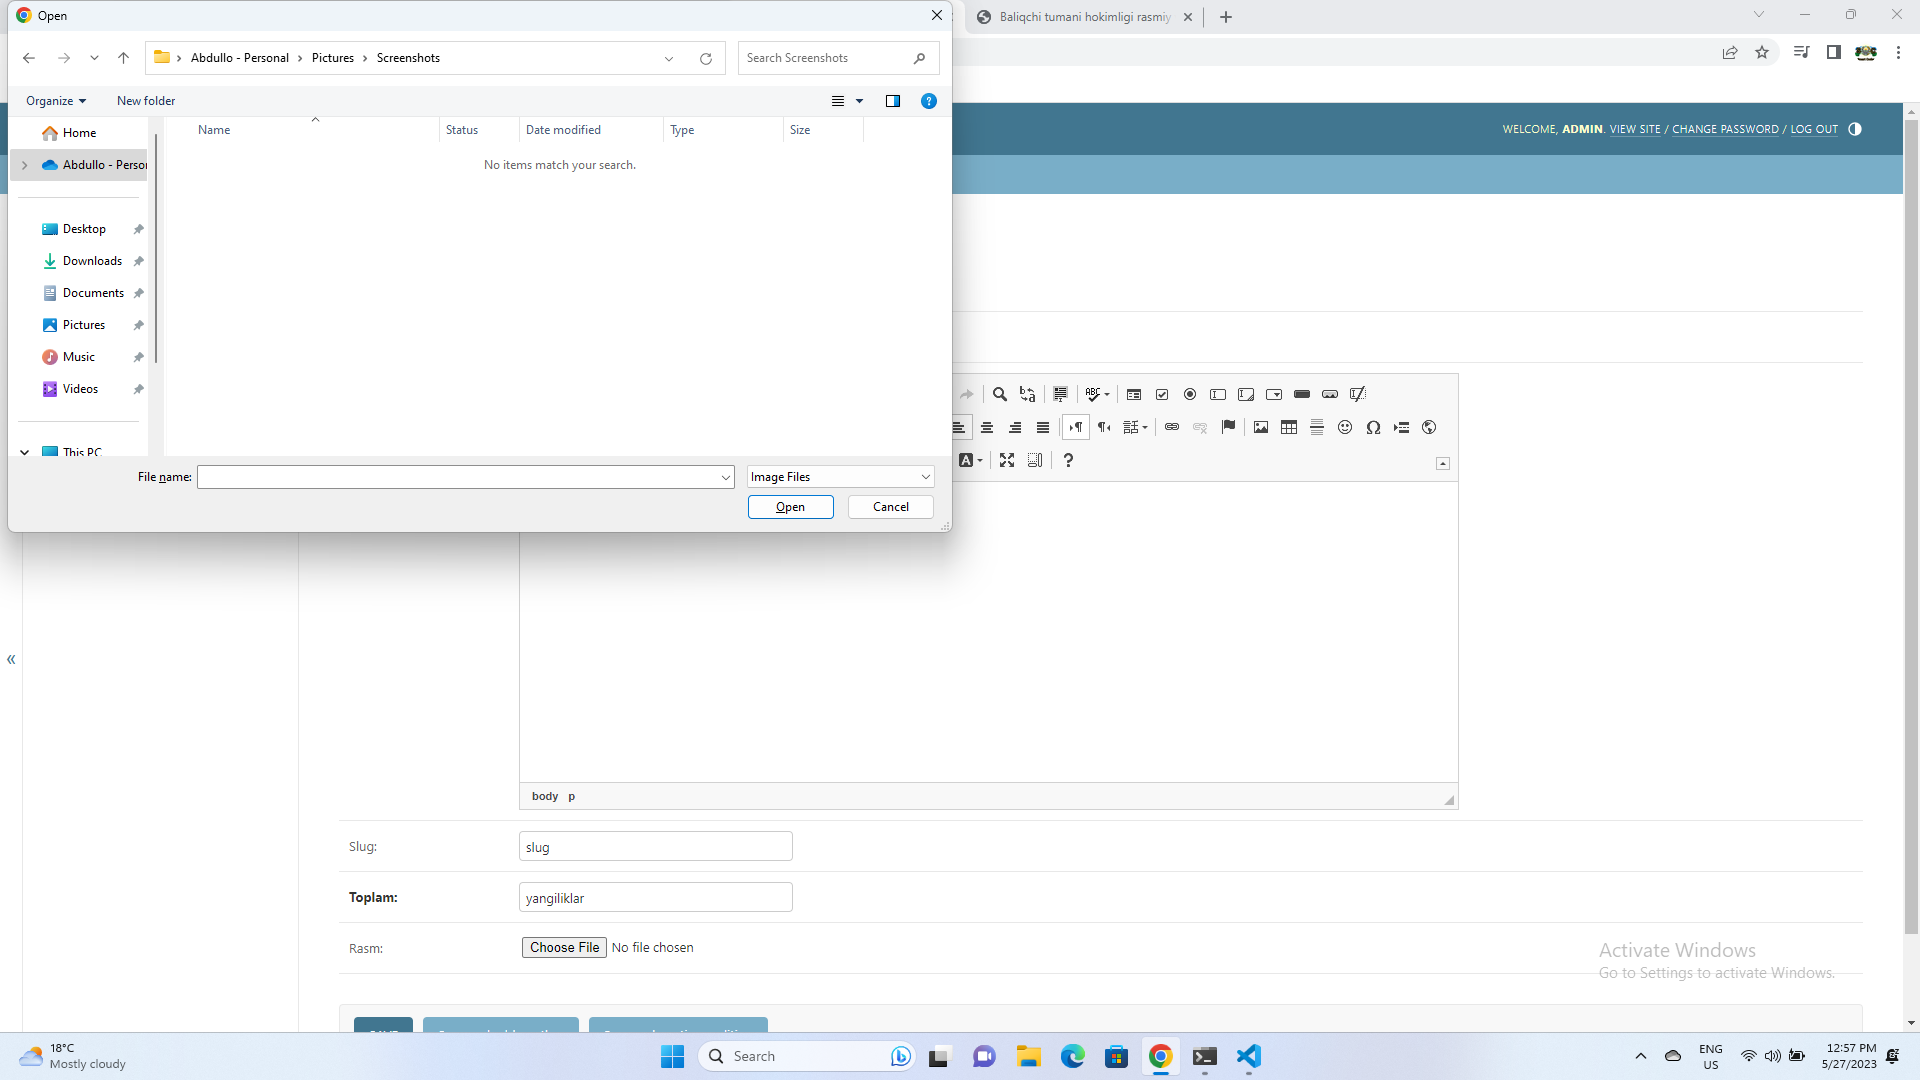 Open
Baliqchi tumani hokimligi rasmiy
Abdullo - Personal > Pictures > Screenshots
Search Screenshots
Organize
New folder
WELCOME, ADMIN. VIEW SITE / CHANGE PASSWORD / LOG OUT
Name
Status
Date modified
Type
Size
No items match your search.
Home
Abdullo - Person
Desktop
Downloads
Documents
Pictures
Music
Videos
This PC
File name:
Image Files
Open
Cancel
body p
Slug:
slug
Toplam:
yangiliklar
Rasm:
Choose File
No file chosen
Activate Windows
Go to Settings to activate Windows.
18°C
Mostly cloudy
Search
ENG
US
12:57 PM
5/27/2023